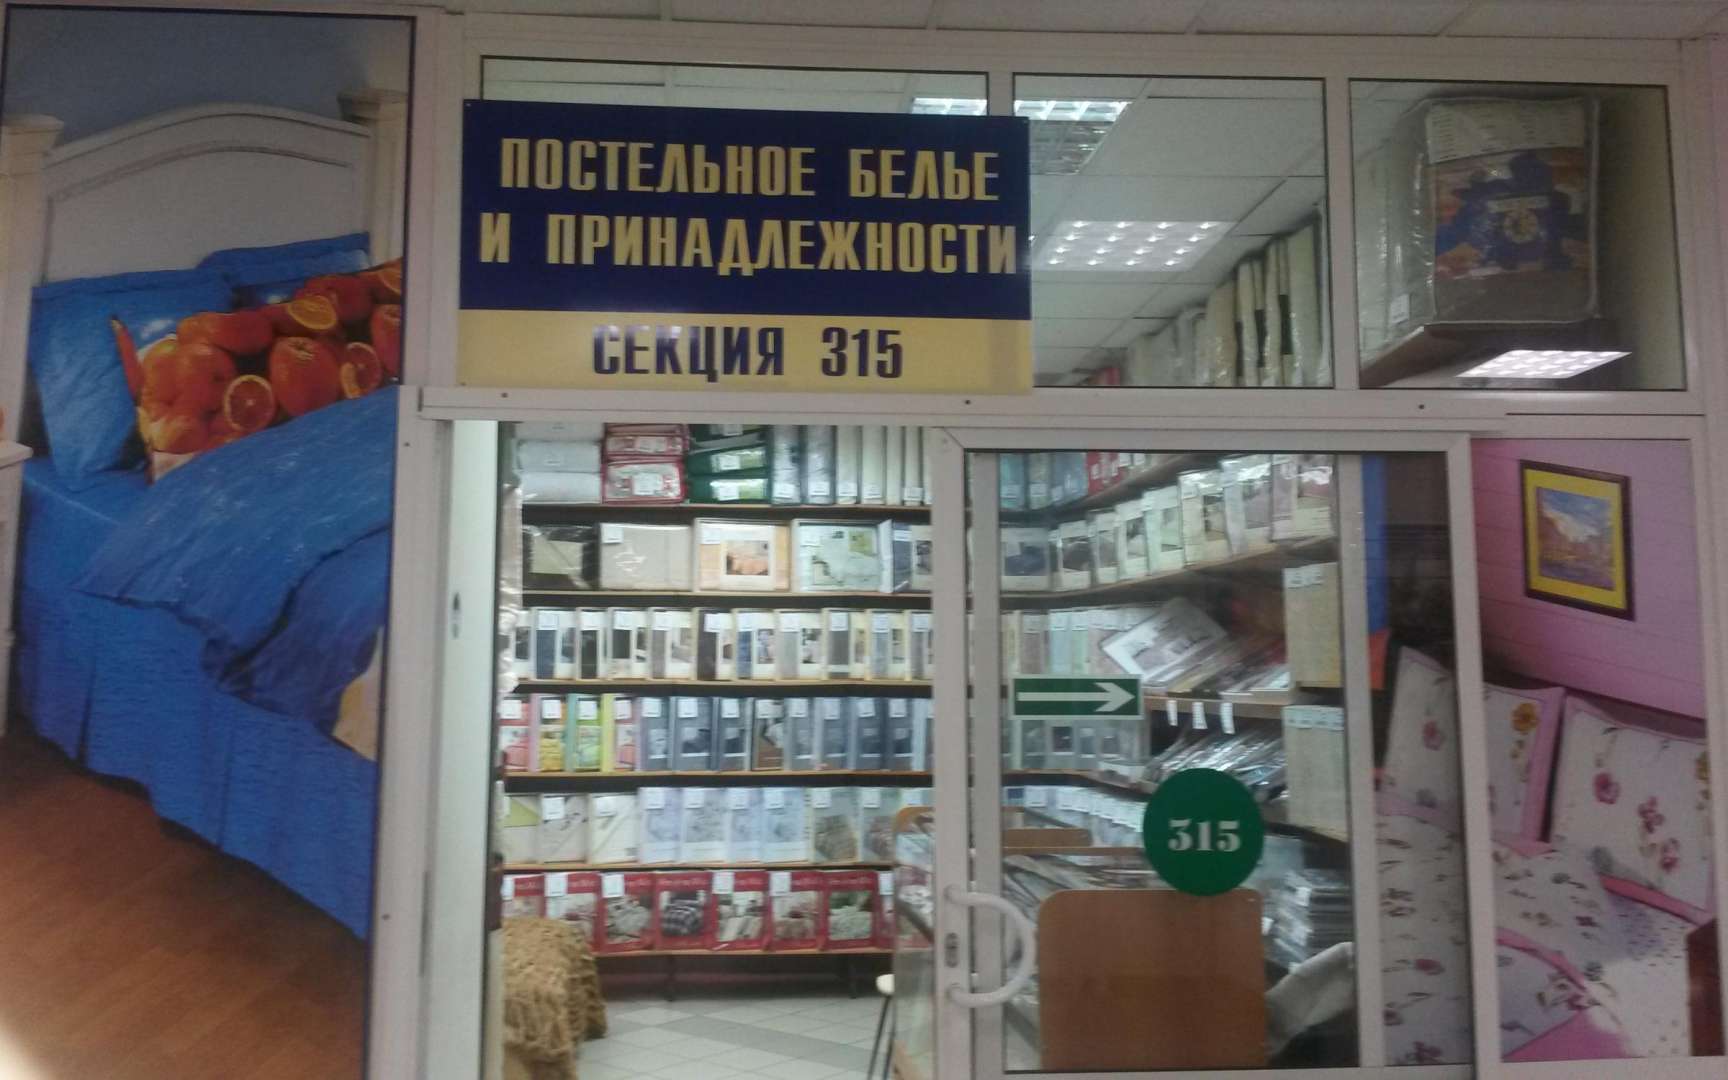 ПОСТЕЛЬНОЕ БЕЛЬЕ
И ПРИНАДЛЕЖНОСТИ
СЕКЦИЯ 315
315